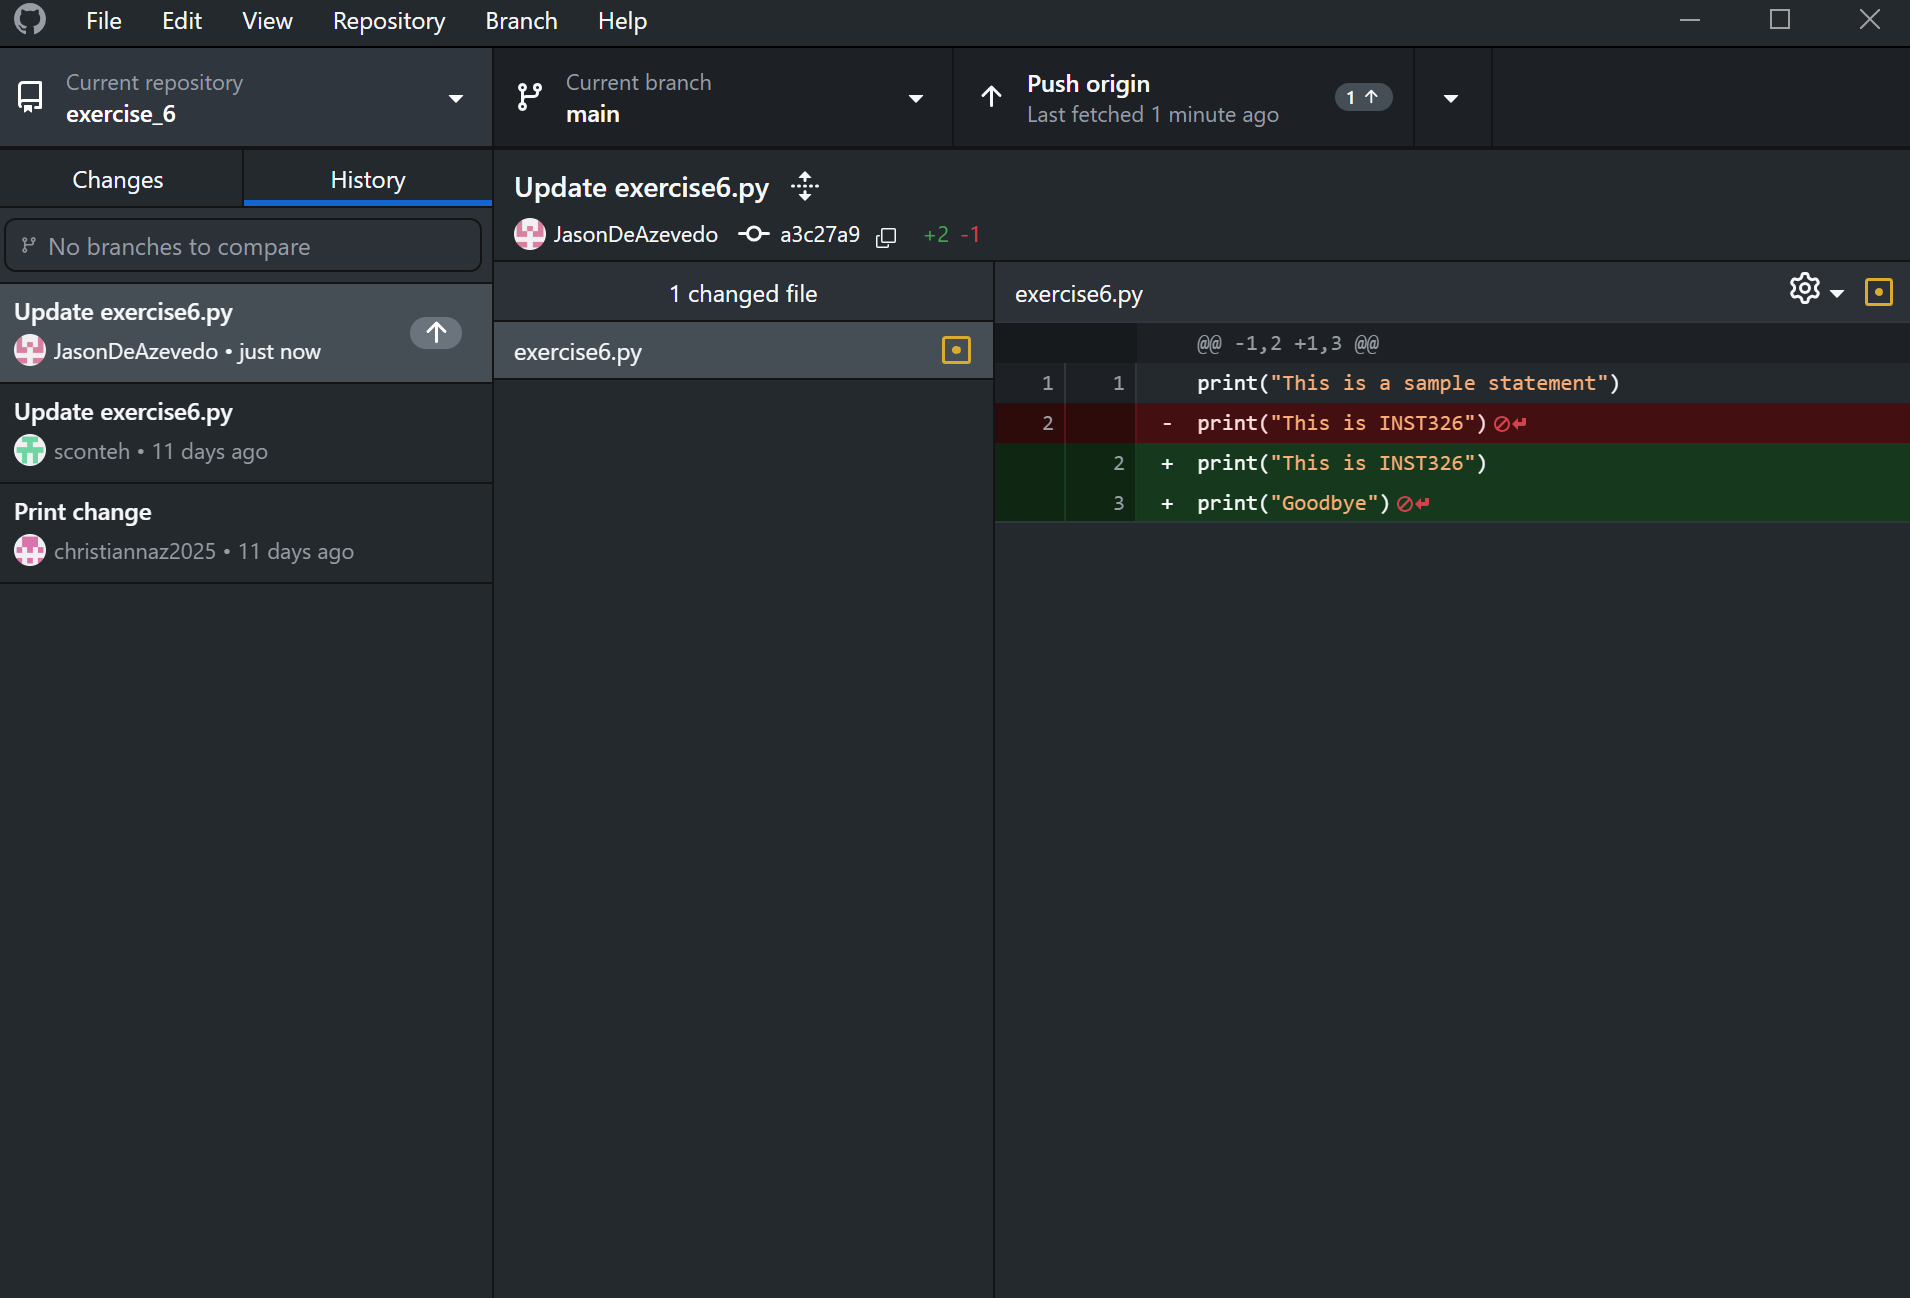 File Edit View Repository Branch Help
Current repository
exercise_6
Current branch
main
Push origin
Last fetched 1 minute ago
1
Changes
History
No branches to compare
Update exercise6.py
JasonDeAzevedo • just now
Update exercise6.py
sconteh • 11 days ago
Print change
christiannaz2025 • 11 days ago
Update exercise6.py
JasonDeAzevedo a3c27a9 +2 -1
1 changed file
exercise6.py
exercise6.py
@@ -1,2 +1,3 @@
1 1 print("This is a sample statement")
2 - print("This is INST326")
2 + print("This is INST326")
3 + print("Goodbye")